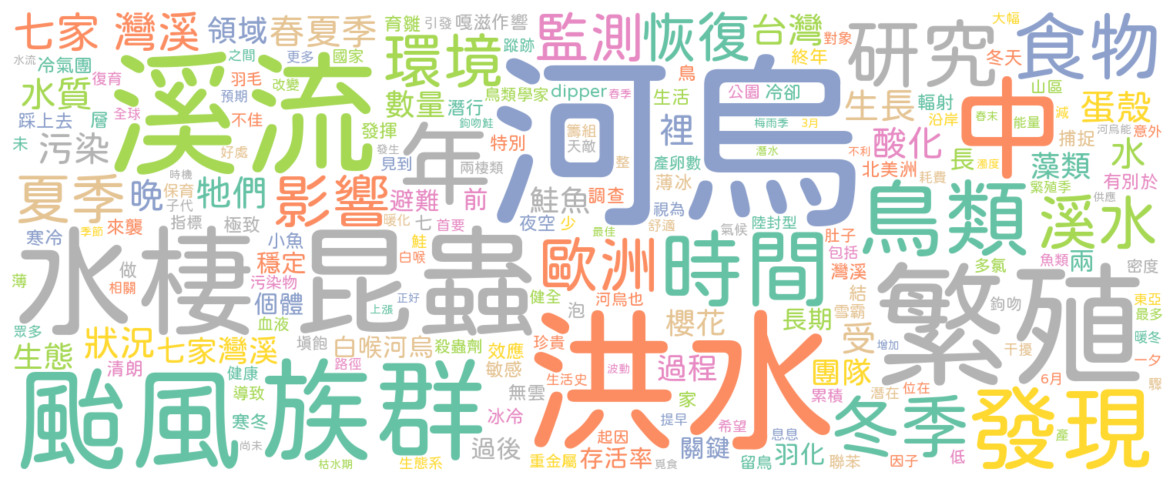 七家 灣溪 領域 春夏季 育雛 引發 嘎滋作響 監測 恢復 台灣 對象 大幅 研究 食物
水流 冷氣團 之間 更多 國家 環境 蹤跡 終年 冬天
復育 羽毛 改變 鳥類學家 dipper 春季 生活 鳥 公園 冷卻 山區
水質 溪流 數量 潛行 河烏 生長 輻射 中 蛋殼
踩上去 層 全球 預期 不佳 發揮 鉤吻鮭 籌組 天敵 裡 梅雨季 3月 沿岸 春末 能量 減 河烏能
未 污染 好處 發生 見到 年 特別 整 產卵數 潛水 酸化 捕捉 不利 意外 水
時機 兩棲類 薄冰 北美洲 長 濃度 藻類
夏季 晚 牠們 保育 子代 影響 避難 前 鮭魚 調查 耗費 鳥類 繁殖季 供應 有別於 溪水
來襲 指標 極致 暖化 七 首要 夜空 少 視為 舒適 陸封型 氣候
寒冷 季節 小魚 鮭 白喉 最佳 歐洲 時間 肚子 包括 魚類 兩 密度
水棲 昆蟲 穩定 灣溪 多氯 繁殖
薄 做 相關 污染物 個體 上漲 正好 健全 泡 河烏也 結 雪霸 鉤吻 東亞 最多
眾多 血液 珍貴 洪水 櫻花 長期 干擾 暖冬
生態 狀況 七家灣溪 填飽 白喉河烏 殺蟲劑 效應 敏感 受 增加 一夕
清朗 健康 路徑 生活史 波動 過程 團隊 潛在 位在 6月 驟
颱風 族群 導致 無雲 家 累積 冬季 發現
寒冬 冰冷 提早 希望 產
尚未 過後 起因 關鍵 息息 羽化 因子 低
枯水期 生態系 重金屬 存活率 覓食 留鳥 聯苯